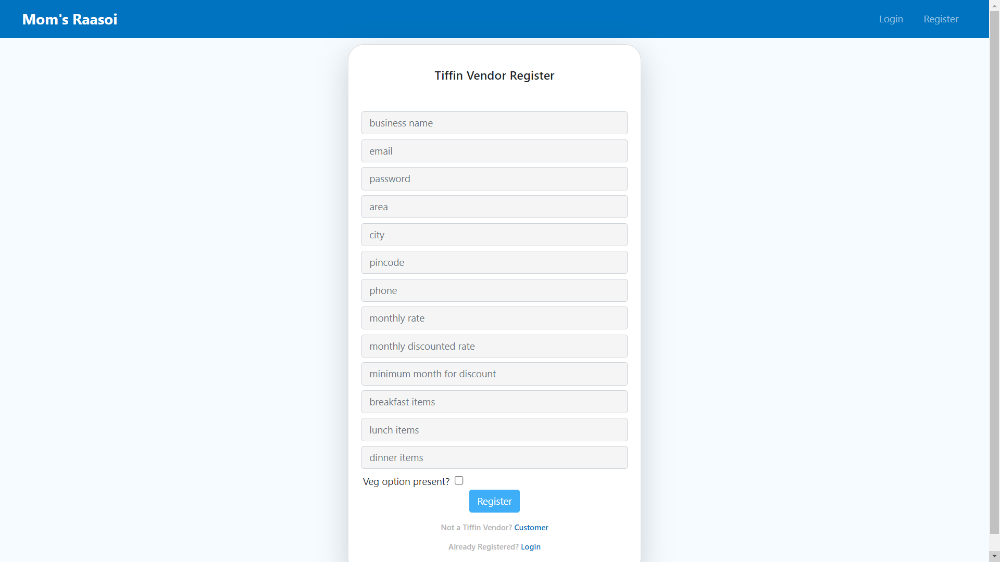 Mom's Raasoi
Login
Register
Tiffin Vendor Register
business name
email
password
area
city
pincode
phone
monthly rate
monthly discounted rate
minimum month for discount
breakfast items
lunch items
dinner items
Veg option present?
Register
Not a Tiffin Vendor? Customer
Already Registered? Login